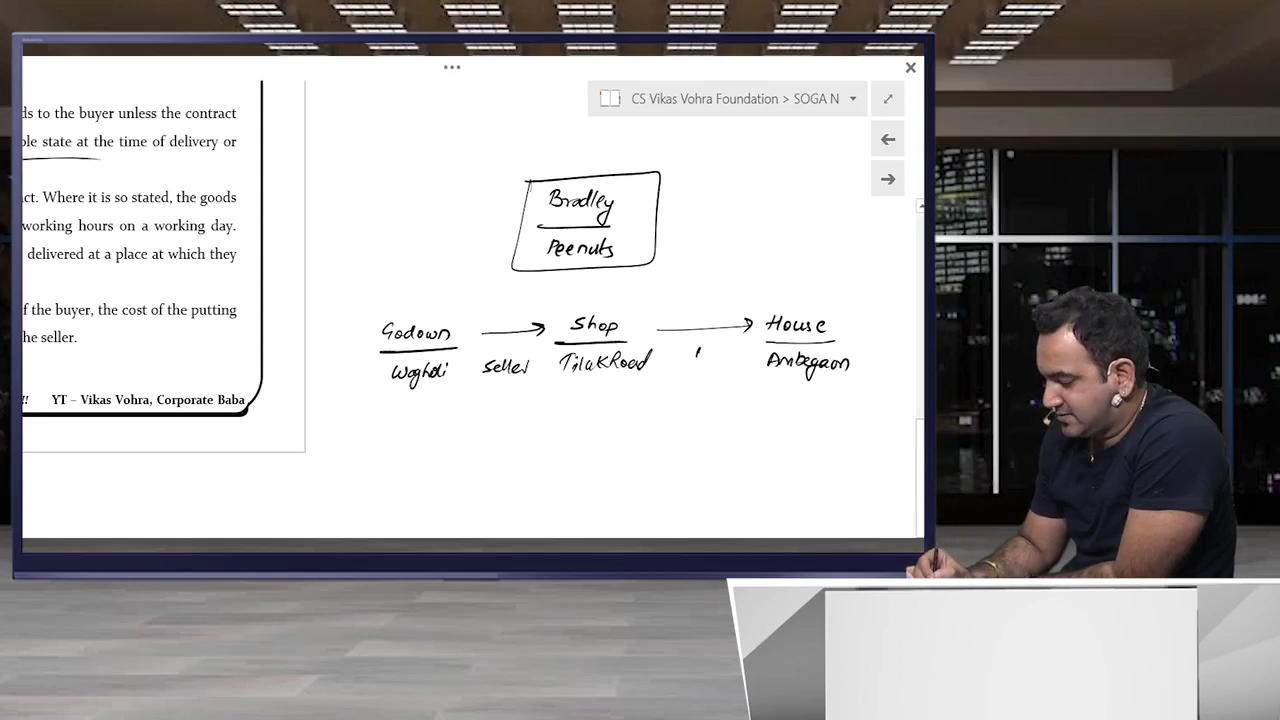 CS Vikas Vohra Foundation > SOGA N
ds to the buyer unless the contract
ble state at the time of delivery or
ct. Where it is so stated, the goods
working hours on a working day.
delivered at a place at which they
f the buyer, the cost of the putting
he seller.
!! YT – Vikas Vohra, Corporate Baba
Bradley
Peenuts
Godown → Shop → House
Waghdi seller Tilak Road Ambegaon